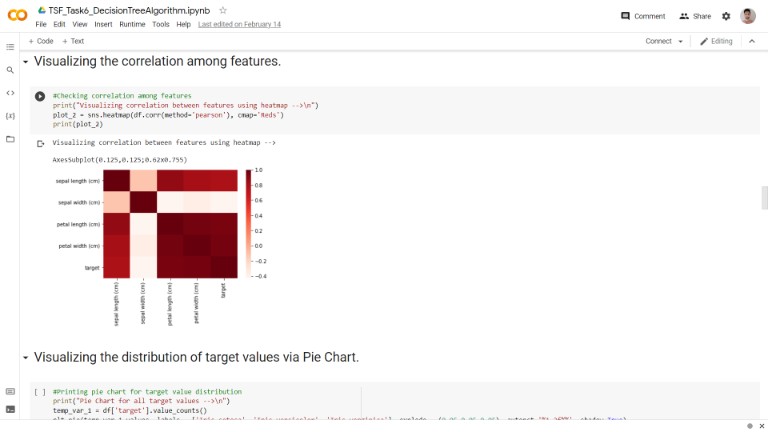 TSF_Task6_DecisionTreeAlgorithm.ipynb
File Edit View Insert Runtime Tools Help Last edited on February 14
Comment Share
+ Code + Text
Connect Editing
Visualizing the correlation among features.
#Checking correlation among features
print("Visualizing correlation between features using heatmap -->\n")
plot_2 = sns.heatmap(df.corr(method='pearson'), cmap='Reds')
print(plot_2)
Visualizing correlation between features using heatmap -->
AxesSubplot(0.125,0.125;0.62x0.755)
sepal length (cm)
sepal width (cm)
petal length (cm)
petal width (cm)
target
1.0
0.8
0.6
0.4
0.2
0.0
−0.2
−0.4
sepal length (cm)
sepal width (cm)
petal length (cm)
petal width (cm)
target
Visualizing the distribution of target values via Pie Chart.
[ ] #Printing pie chart for target value distribution
print("Pie Chart for all target values -->\n")
temp_var_1 = df['target'].value_counts()